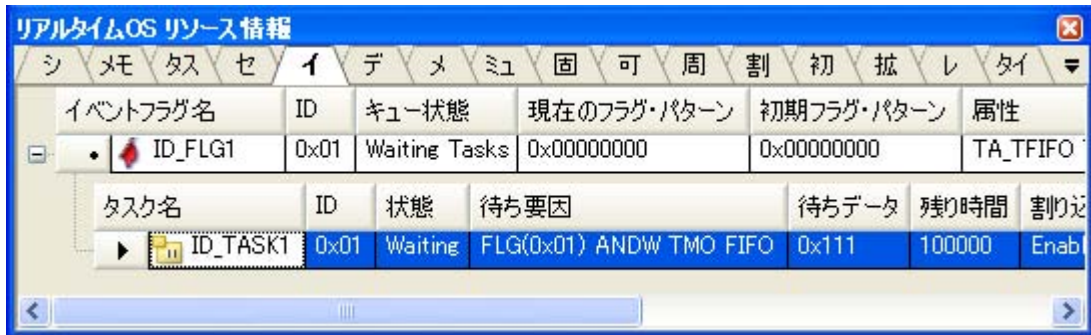 リアルタイムOS リソース情報
シ メモ タス セ イ デ メ ミュ 固 可 周 割 初 拡 レ タイ
イベントフラグ名 ID キュー状態 現在のフラグ・パターン 初期フラグ・パターン 属性
ID_FLG1 0x01 Waiting Tasks 0x00000000 0x00000000 TA_TFIFO
タスク名 ID 状態 待ち要因 待ちデータ 残り時間 割り込
ID_TASK1 0x01 Waiting FLG(0x01) ANDW TMO FIFO 0x111 100000 Enab